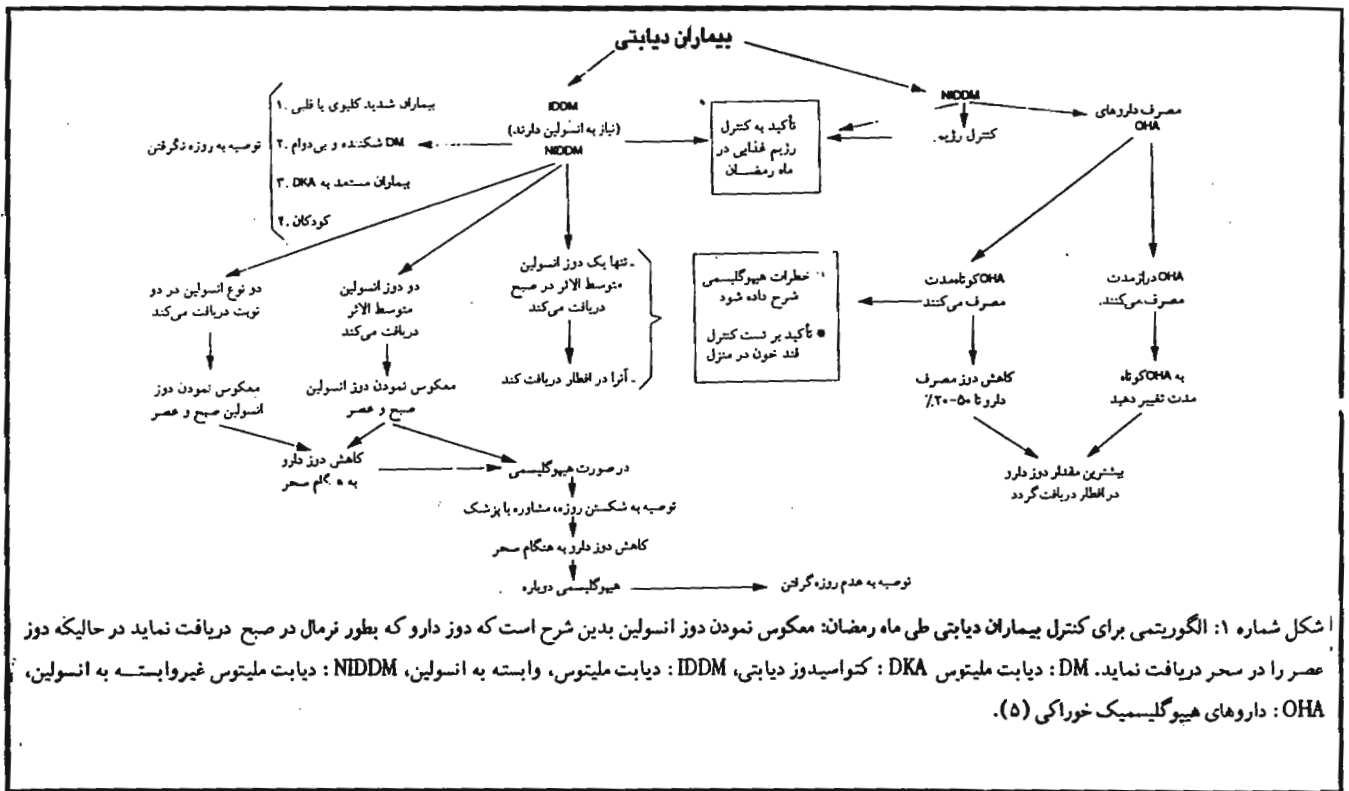 بیماران دیابتی
NIDDM
کنترل رژیم.
مصرف داروهای
OHA
IDDM
(نیاز به انسولین دارند)
NIDDM
تأکید به کنترل
رژیم غذایی در
ماه رمضان
۱. بیماران شدید کلیوی یا قلبی
۲. DM شکننده و بی‌دوام
۳. بیماران مستعد به DKA
۴. کودکان
توصیه به روزه نگرفتن
OHA درازمدت
مصرف می‌کنند.
OHA کوتاه‌مدت
مصرف می‌کنند
خطرات هیپوگلیسمی
شرح داده شود
● تأکید بر تست کنترل
قند خون در منزل
ـ تنها یک دوز انسولین
متوسط الاثر در صبح
دریافت می‌کند
دو دوز انسولین
متوسط الاثر
دریافت می‌کند
دو نوع انسولین در دو
نوبت دریافت می‌کند
به OHA کوتاه
مدت تغییر دهید
کاهش دوز مصرف
دارو تا ۵۰-۲۰٪
ـ آنرا در افطار دریافت کند
معکوس نمودن دوز انسولین
صبح و عصر
معکوس نمودن دوز
انسولین صبح و عصر
بیشترین مقدار دوز دارو
در افطار دریافت گردد
کاهش دوز دارو
به هنگام سحر
در صورت هیپوگلیسمی
توصیه به شکستن روزه، مشاوره با پزشک
کاهش دوز دارو به هنگام سحر
هیپوگلیسمی دوباره
توصیه به عدم روزه گرفتن
شکل شماره ۱: الگوریتمی برای کنترل بیماران دیابتی طی ماه رمضان: معکوس نمودن دوز انسولین بدین شرح است که دوز دارو که بطور نرمال در صبح دریافت نماید در حالیکه دوز
عصر را در سحر دریافت نماید. DM : دیابت ملیتوس DKA : کتواسیدوز دیابتی، IDDM : دیابت ملیتوس، وابسته به انسولین، NIDDM : دیابت ملیتوس غیروابسته به انسولین،
OHA : داروهای هیپوگلیسمیک خوراکی (۵).